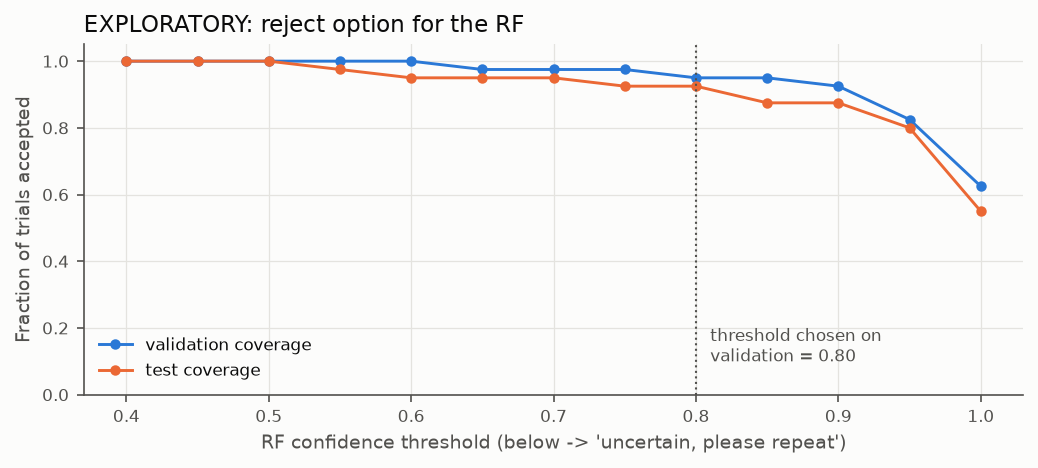 EXPLORATORY: reject option for the RF
Fraction of trials accepted
1.0
0.8
0.6
0.4
0.2
0.0
validation coverage
test coverage
threshold chosen on
validation = 0.80
0.4
0.5
0.6
0.7
0.8
0.9
1.0
RF confidence threshold (below -> 'uncertain, please repeat')